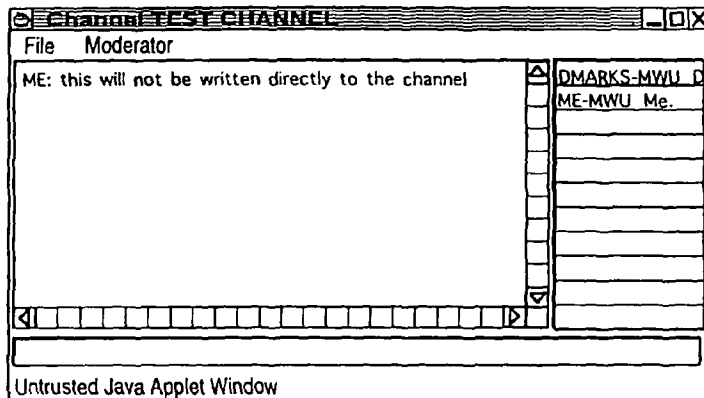 Channel TEST CHANNEL
File Moderator
ME: this will not be written directly to the channel
DMARKS-MWU D
ME-MWU Me.
Untrusted Java Applet Window